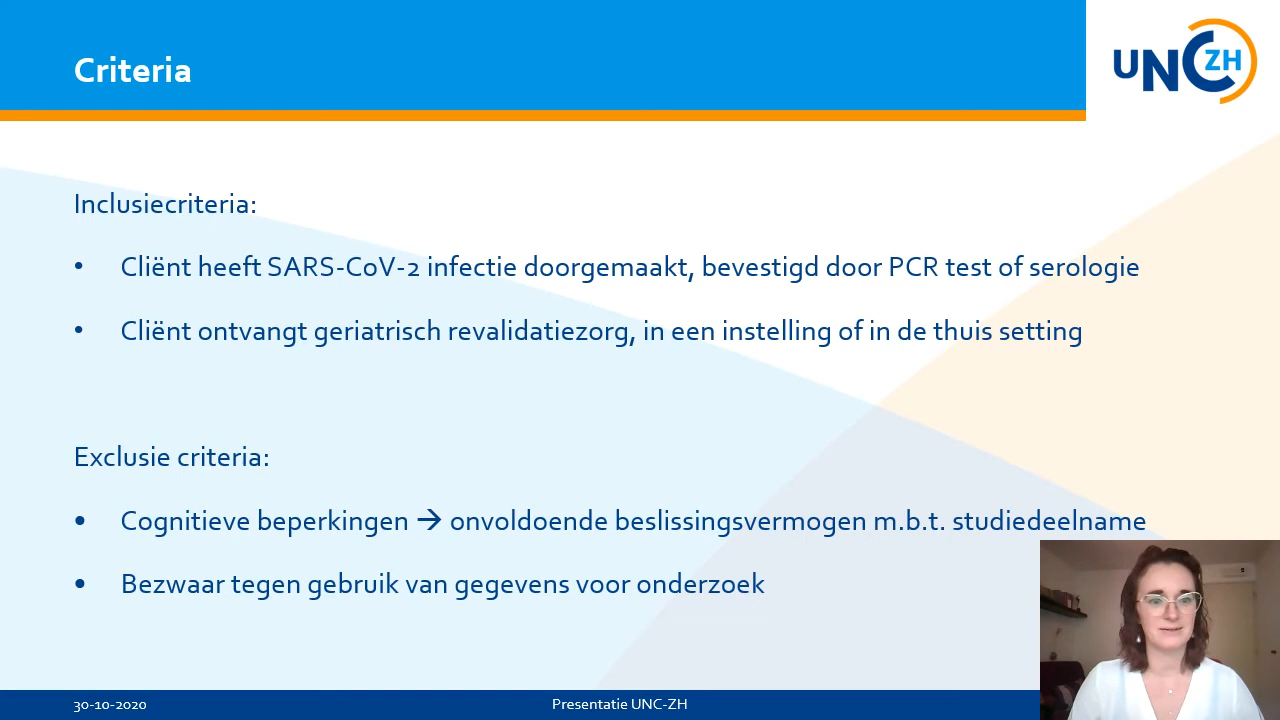 Criteria
UNC ZH
Inclusiecriteria:
• Cliënt heeft SARS-CoV-2 infectie doorgemaakt, bevestigd door PCR test of serologie
• Cliënt ontvangt geriatrisch revalidatiezorg, in een instelling of in de thuis setting
Exclusie criteria:
• Cognitieve beperkingen → onvoldoende beslissingsvermogen m.b.t. studiedeelname
• Bezwaar tegen gebruik van gegevens voor onderzoek
30-10-2020 Presentatie UNC-ZH